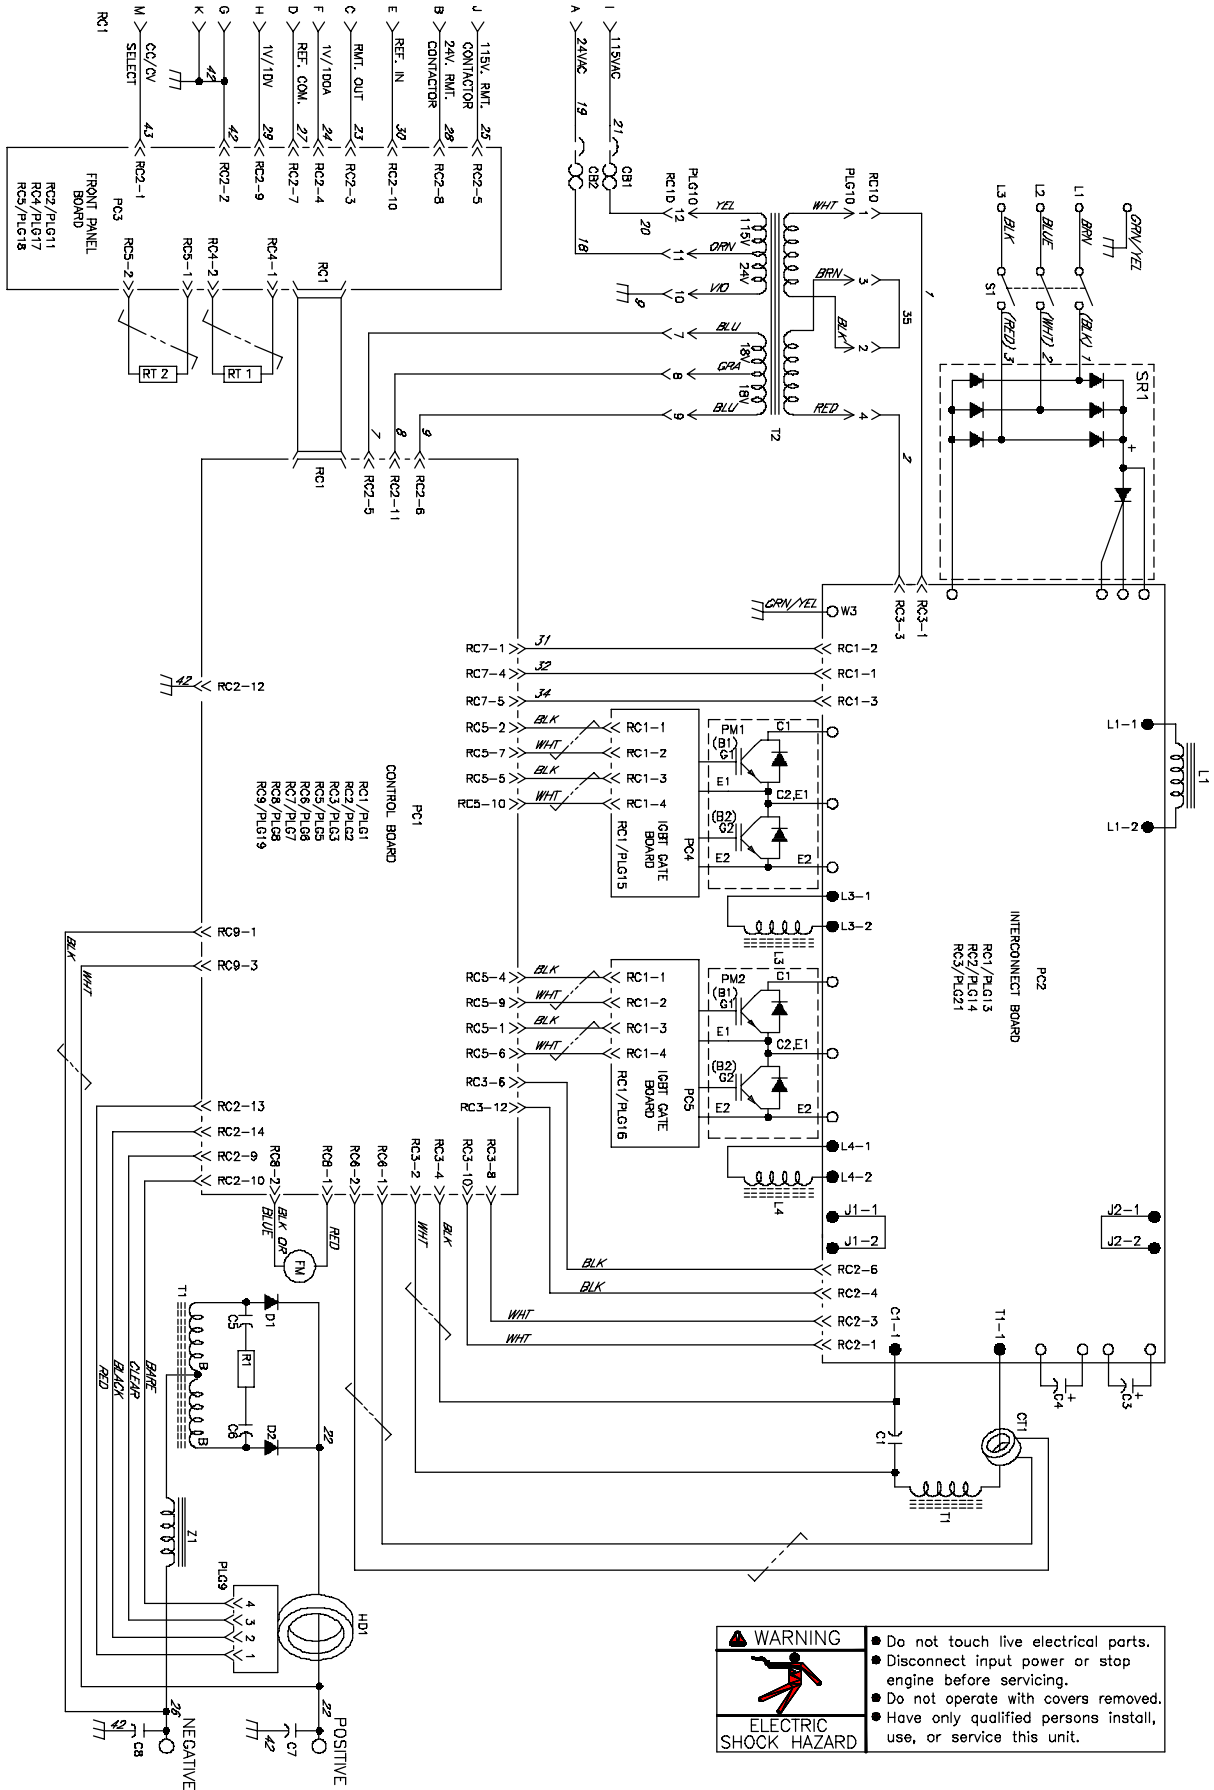 M
CC/CV
SELECT
43
RC2-1
K
G
42
42
RC2-2
H
1V/10V
29
RC2-9
D
REF. COM.
27
RC2-7
F
1V/100A
24
RC2-4
C
RMT. OUT
23
RC2-3
E
REF. IN
30
RC2-10
B
24V. RMT.
CONTACTOR
28
RC2-8
J
115V. RMT.
CONTACTOR
25
RC2-5
RC1
A
24VAC
19
CB2
18
I
115VAC
21
CB1
20
PC3
FRONT PANEL
BOARD
RC2/PLG11
RC4/PLG17
RC5/PLG18
RC5-2
RC5-1
RC4-2
RC4-1
RC1
RT 2
RT 1
RC1
PLG10
RC10
12
YEL
115V
11
ORN
24V
10
VIO
9
7
BLU
18V
8
GRA
18V
9
BLU
T2
PLG10
RC10
WHT
1
BRN
3
35
BLK
2
RED
4
1
2
7
RC2-5
8
RC2-11
9
RC2-6
GRN/YEL
L1
BRN
(BLK) 1
L2
BLUE
(WHT) 2
L3
BLK
S1
(RED) 3
SR1
+
RC3-1
RC3-3
GRN/YEL
W3
RC7-1
31
RC1-2
RC7-4
32
RC1-1
RC7-5
34
RC1-3
RC5-2
BLK
RC1-1
RC5-7
WHT
RC1-2
RC5-5
BLK
RC1-3
RC5-10
WHT
RC1-4
PC4
IGBT GATE
BOARD
RC1/PLG15
PM1
(B1)
G1
C1
E1
C2,E1
(B2)
G2
E2
E2
L3-1
L3-2
L3
RC5-4
BLK
RC1-1
RC5-9
WHT
RC1-2
RC5-1
BLK
RC1-3
RC5-6
WHT
RC1-4
PC5
IGBT GATE
BOARD
RC1/PLG16
PM2
(B1)
G1
C1
E1
C2,E1
(B2)
G2
E2
E2
L4-1
L4-2
L4
L1-1
L1
L1-2
PC2
INTERCONNECT BOARD
RC1/PLG13
RC2/PLG14
RC3/PLG21
J1-1
J1-2
J2-1
J2-2
RC3-6
RC3-12
BLK
RC2-6
BLK
RC2-4
WHT
RC2-3
WHT
RC2-1
C1-1
T1-1
C4
+
C3
+
CT1
C1
T1
42
RC2-12
PC1
CONTROL BOARD
RC1/PLG1
RC2/PLG2
RC3/PLG3
RC5/PLG5
RC6/PLG6
RC7/PLG7
RC8/PLG8
RC9/PLG19
RC9-1
RC9-3
BLK
WHT
RC2-13
RC2-14
RC2-9
RC2-10
RC8-2
RC8-1
RC6-2
RC6-1
RC3-2
RC3-4
RC3-10
RC3-8
BLK OR
BLUE
FM
RED
WHT
BLK
T1
C5
D1
R1
C6
D2
B
B
22
BARE
CLEAR
BLACK
RED
Z1
PLG9
4
3
2
1
HD1
26
NEGATIVE
42
C8
22
POSITIVE
42
C7
WARNING
ELECTRIC
SHOCK HAZARD
● Do not touch live electrical parts.
● Disconnect input power or stop
engine before servicing.
● Do not operate with covers removed.
● Have only qualified persons install,
use, or service this unit.